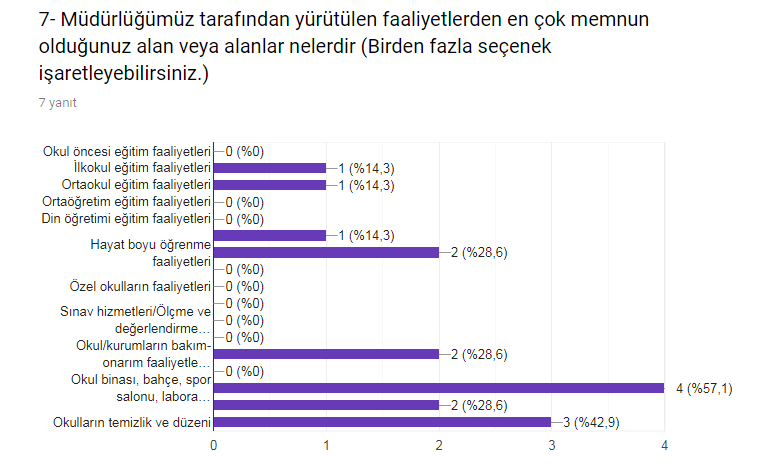 7- Müdürlüğümüz tarafından yürütülen faaliyetlerden en çok memnun
olduğunuz alan veya alanlar nelerdir (Birden fazla seçenek
işaretleyebilirsiniz.)
7 yanıt
Okul öncesi eğitim faaliyetleri 0 (%0)
İlkokul eğitim faaliyetleri 1 (%14,3)
Ortaokul eğitim faaliyetleri 1 (%14,3)
Ortaöğretim eğitim faaliyetleri 0 (%0)
Din öğretimi eğitim faaliyetleri 0 (%0)
1 (%14,3)
Hayat boyu öğrenme
faaliyetleri 2 (%28,6)
0 (%0)
Özel okulların faaliyetleri 0 (%0)
0 (%0)
Sınav hizmetleri/Ölçme ve
değerlendirme… 0 (%0)
0 (%0)
Okul/kurumların bakım-
onarım faaliyetle… 2 (%28,6)
0 (%0)
Okul binası, bahçe, spor
salonu, labora… 4 (%57,1)
2 (%28,6)
Okulların temizlik ve düzeni 3 (%42,9)
0 1 2 3 4